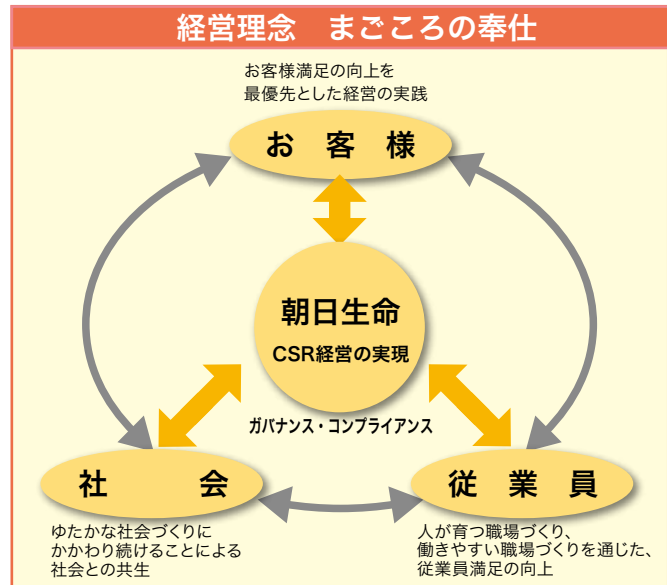 経営理念　まごころの奉仕
お客様満足の向上を
最優先とした経営の実践
お客様
朝日生命
CSR経営の実現
ガバナンス・コンプライアンス
社会
ゆたかな社会づくりに
かかわり続けることによる
社会との共生
従業員
人が育つ職場づくり、
働きやすい職場づくりを通じた、
従業員満足の向上